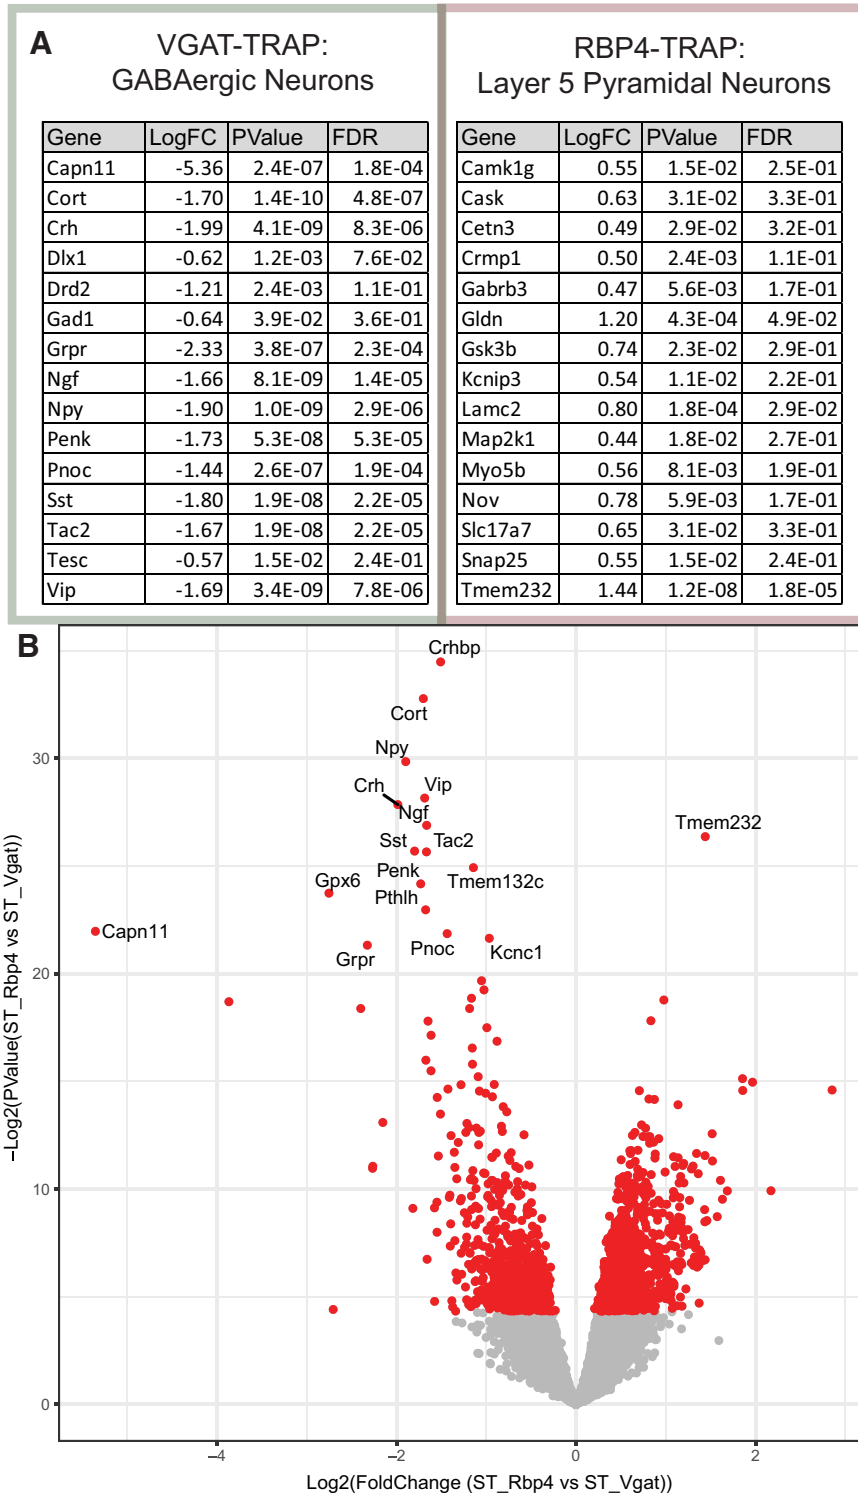 A
VGAT-TRAP:
GABAergic Neurons
Gene LogFC PValue FDR
Capn11 -5.36 2.4E-07 1.8E-04
Cort -1.70 1.4E-10 4.8E-07
Crh -1.99 4.1E-09 8.3E-06
Dlx1 -0.62 1.2E-03 7.6E-02
Drd2 -1.21 2.4E-03 1.1E-01
Gad1 -0.64 3.9E-02 3.6E-01
Grpr -2.33 3.8E-07 2.3E-04
Ngf -1.66 8.1E-09 1.4E-05
Npy -1.90 1.0E-09 2.9E-06
Penk -1.73 5.3E-08 5.3E-05
Pnoc -1.44 2.6E-07 1.9E-04
Sst -1.80 1.9E-08 2.2E-05
Tac2 -1.67 1.9E-08 2.2E-05
Tesc -0.57 1.5E-02 2.4E-01
Vip -1.69 3.4E-09 7.8E-06
RBP4-TRAP:
Layer 5 Pyramidal Neurons
Gene LogFC PValue FDR
Camk1g 0.55 1.5E-02 2.5E-01
Cask 0.63 3.1E-02 3.3E-01
Cetn3 0.49 2.9E-02 3.2E-01
Crmp1 0.50 2.4E-03 1.1E-01
Gabrb3 0.47 5.6E-03 1.7E-01
Gldn 1.20 4.3E-04 4.9E-02
Gsk3b 0.74 2.3E-02 2.9E-01
Kcnip3 0.54 1.1E-02 2.2E-01
Lamc2 0.80 1.8E-04 2.9E-02
Map2k1 0.44 1.8E-02 2.7E-01
Myo5b 0.56 8.1E-03 1.9E-01
Nov 0.78 5.9E-03 1.7E-01
Slc17a7 0.65 3.1E-02 3.3E-01
Snap25 0.55 1.5E-02 2.4E-01
Tmem232 1.44 1.2E-08 1.8E-05
B
Crhbp
Cort
Npy
Crh
Vip
Ngf
Tmem232
Sst
Tac2
Penk
Tmem132c
Gpx6
Pthlh
Capn11
Pnoc
Kcnc1
Grpr
30
20
10
0
−Log2(PValue(ST_Rbp4 vs ST_Vgat))
−4 −2 0 2
Log2(FoldChange (ST_Rbp4 vs ST_Vgat))